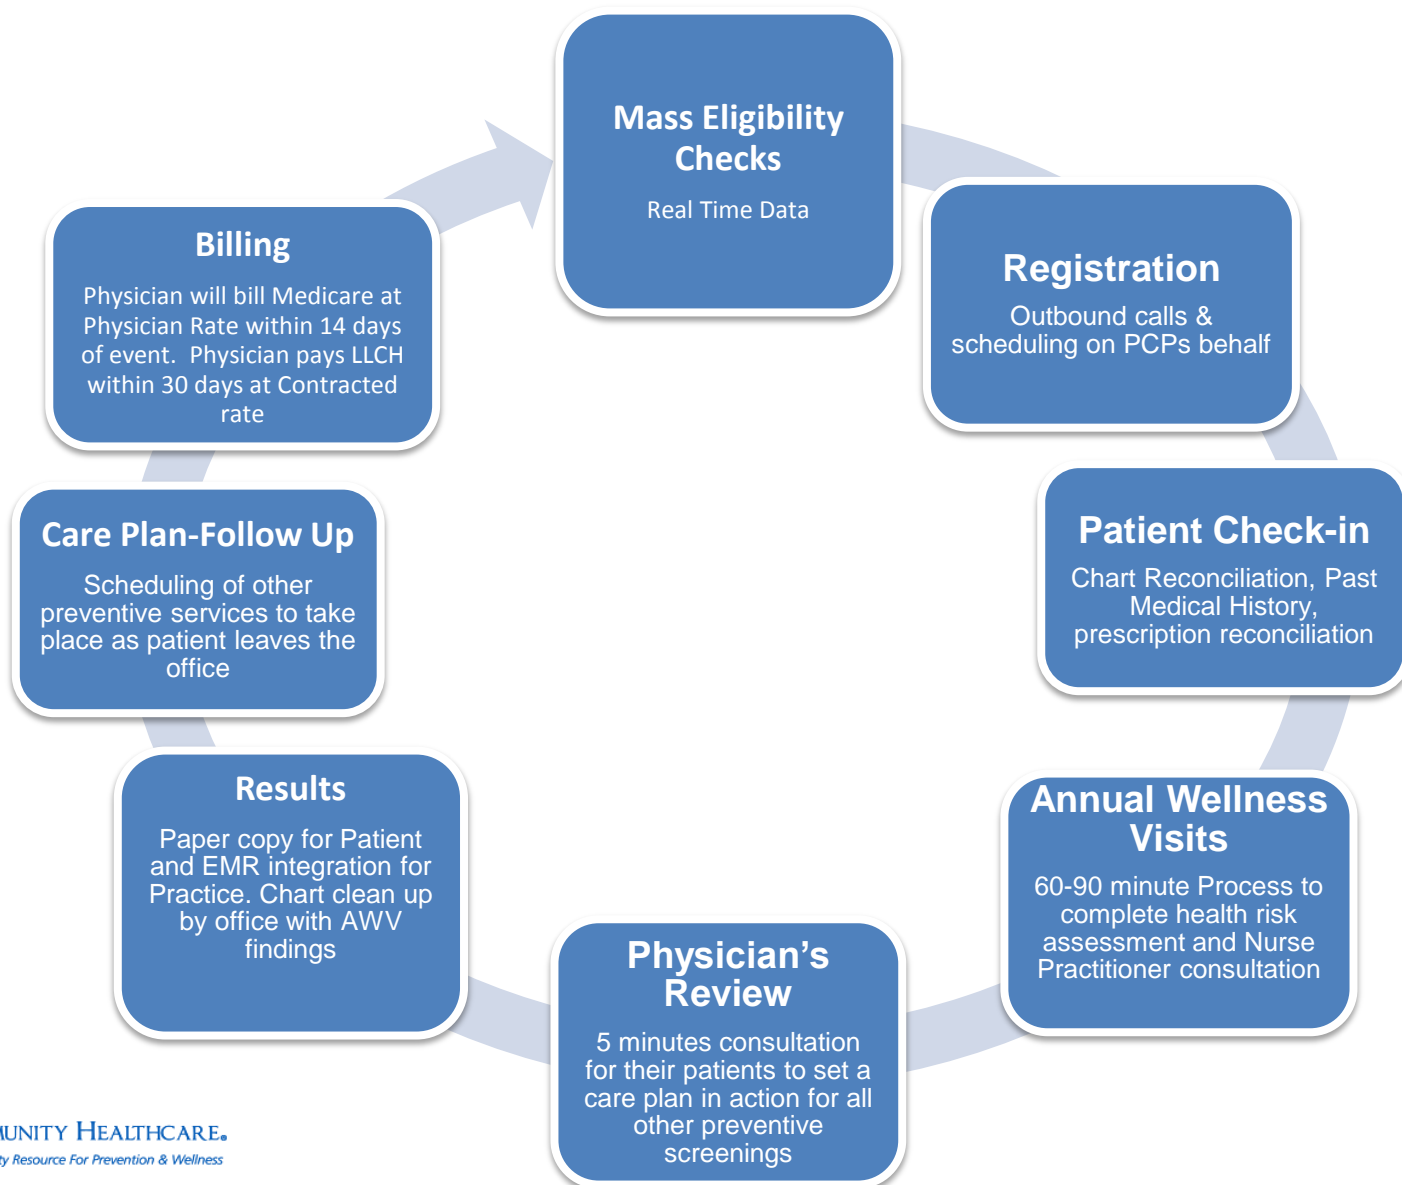 Mass Eligibility
Checks
Real Time Data
Registration
Outbound calls &
scheduling on PCPs behalf
Patient Check-in
Chart Reconciliation, Past
Medical History,
prescription reconciliation
Annual Wellness
Visits
60-90 minute Process to
complete health risk
assessment and Nurse
Practitioner consultation
Physician’s
Review
5 minutes consultation
for their patients to set a
care plan in action for all
other preventive
screenings
Results
Paper copy for Patient
and EMR integration for
Practice. Chart clean up
by office with AWV
findings
Care Plan-Follow Up
Scheduling of other
preventive services to take
place as patient leaves the
office
Billing
Physician will bill Medicare at
Physician Rate within 14 days
of event.  Physician pays LLCH
within 30 days at Contracted
rate
HEALTHCARE.
Resource For Prevention & Wellness